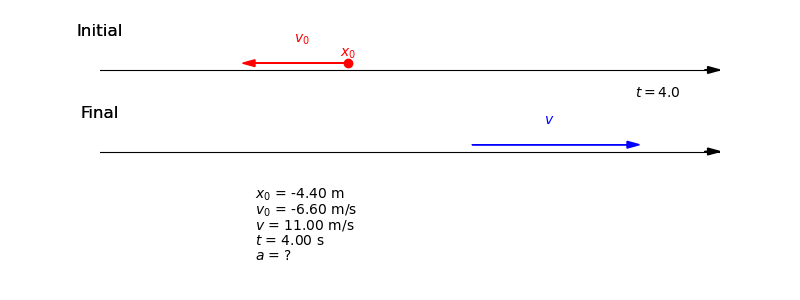 Initial
v₀
x₀
t = 4.0
Final
v
x₀ = -4.40 m
v₀ = -6.60 m/s
v = 11.00 m/s
t = 4.00 s
a = ?